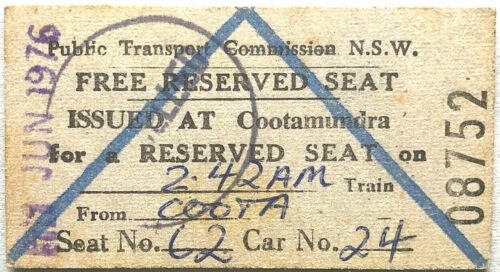 Public Transport Commission N.S.W.
FREE RESERVED SEAT
ISSUED AT Cootamundra
for a RESERVED SEAT on
2.42AM Train
From COOTA
Seat No. 62 Car No. 24
08752
JUN 1976